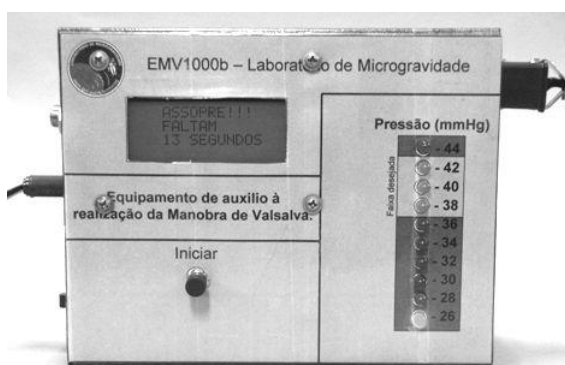 EMV1000b – Laboratório de Microgravidade
ASSOPRE!!!
FALTAM
13 SEGUNDOS
Equipamento de auxilio à
realização da Manobra de Valsalva.
Iniciar
Pressão (mmHg)
Faixa desejada
- 44
- 42
- 40
- 38
- 36
- 34
- 32
- 30
- 28
- 26